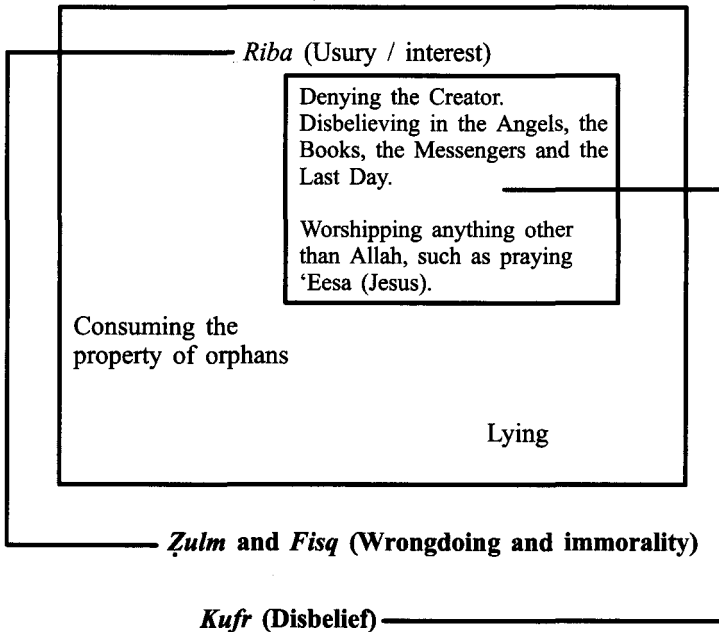 Riba (Usury / interest)
Denying the Creator.
Disbelieving in the Angels, the
Books, the Messengers and the
Last Day.
Worshipping anything other
than Allah, such as praying
‘Eesa (Jesus).
Consuming the
property of orphans
Lying
Ẓulm and Fisq (Wrongdoing and immorality)
Kufr (Disbelief)